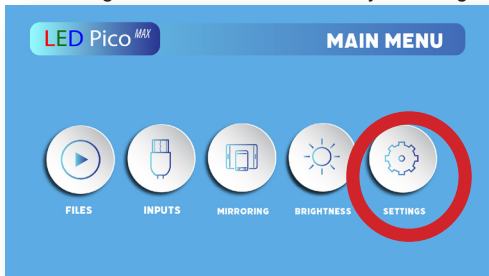 LED Pico MAX
MAIN MENU
FILES
INPUTS
MIRRORING
BRIGHTNESS
SETTINGS